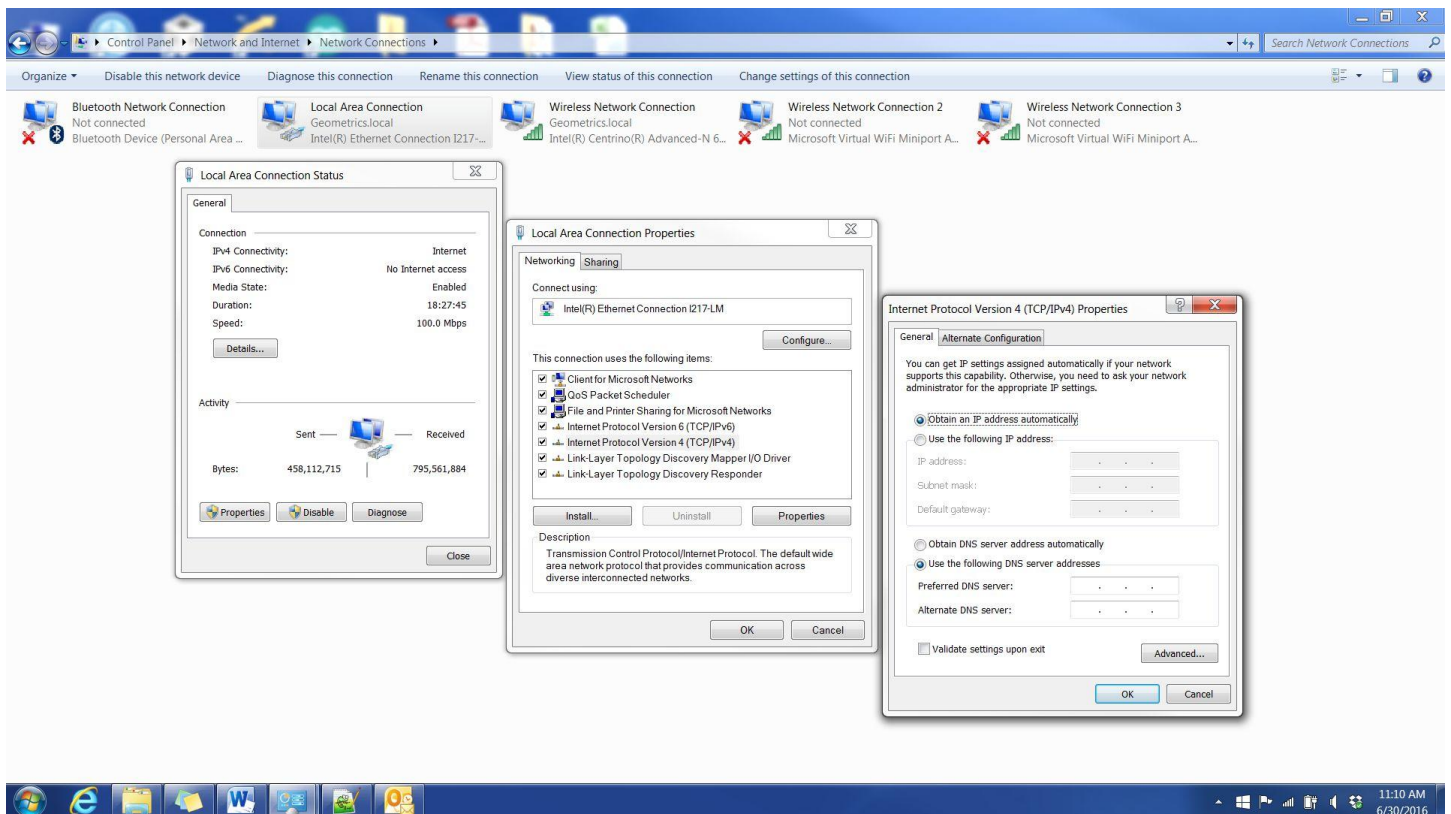 Control Panel ▸ Network and Internet ▸ Network Connections ▸
Search Network Connections
Organize
Disable this network device
Diagnose this connection
Rename this connection
View status of this connection
Change settings of this connection
Bluetooth Network Connection
Not connected
Bluetooth Device (Personal Area ...
Local Area Connection
Geometrics.local
Intel(R) Ethernet Connection I217-...
Wireless Network Connection
Geometrics.local
Intel(R) Centrino(R) Advanced-N 6...
Wireless Network Connection 2
Not connected
Microsoft Virtual WiFi Miniport A...
Wireless Network Connection 3
Not connected
Microsoft Virtual WiFi Miniport A...
Local Area Connection Status
General
Connection
IPv4 Connectivity: Internet
IPv6 Connectivity: No Internet access
Media State: Enabled
Duration: 18:27:45
Speed: 100.0 Mbps
Details...
Activity
Sent — — Received
Bytes: 458,112,715 | 795,561,884
Properties
Disable
Diagnose
Close
Local Area Connection Properties
Networking
Sharing
Connect using:
Intel(R) Ethernet Connection I217-LM
Configure...
This connection uses the following items:
Client for Microsoft Networks
QoS Packet Scheduler
File and Printer Sharing for Microsoft Networks
Internet Protocol Version 6 (TCP/IPv6)
Internet Protocol Version 4 (TCP/IPv4)
Link-Layer Topology Discovery Mapper I/O Driver
Link-Layer Topology Discovery Responder
Install...
Uninstall
Properties
Description
Transmission Control Protocol/Internet Protocol. The default wide
area network protocol that provides communication across
diverse interconnected networks.
OK
Cancel
Internet Protocol Version 4 (TCP/IPv4) Properties
General
Alternate Configuration
You can get IP settings assigned automatically if your network
supports this capability. Otherwise, you need to ask your network
administrator for the appropriate IP settings.
Obtain an IP address automatically
Use the following IP address:
IP address:
Subnet mask:
Default gateway:
Obtain DNS server address automatically
Use the following DNS server addresses
Preferred DNS server:
Alternate DNS server:
Validate settings upon exit
Advanced...
OK
Cancel
11:10 AM
6/30/2016